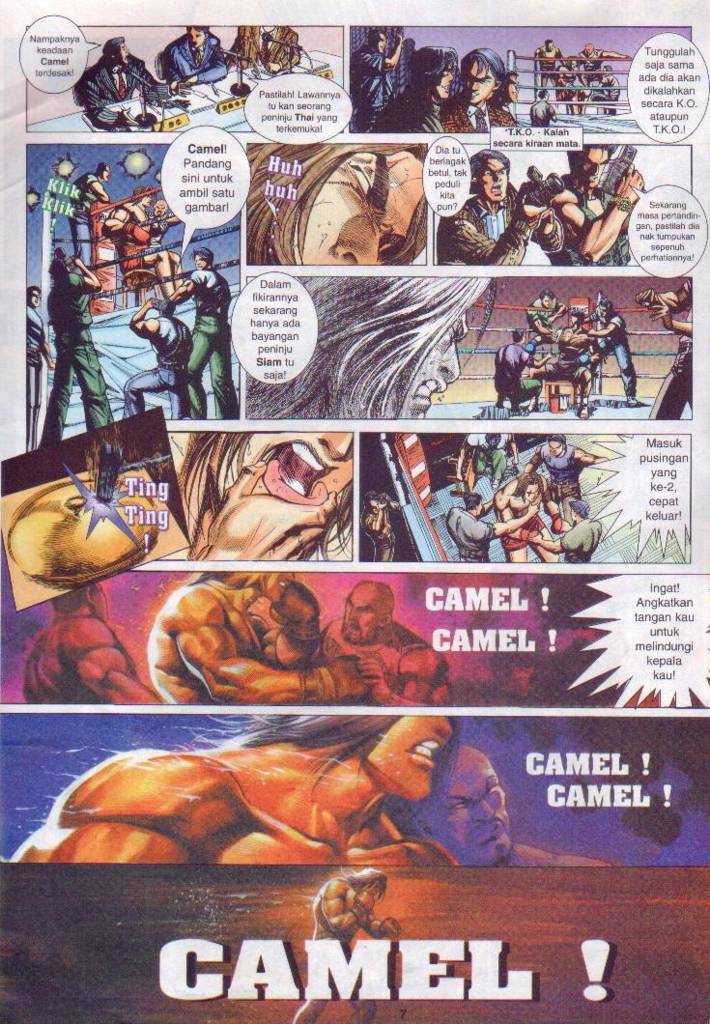 Nampaknya
keadaan
Camel
terdesak!
Pastilah! Lawannya
tu kan seorang
peninju Thai yang
terkemuka!
Tunggulah
saja sama
ada dia akan
dikalahkan
secara K.O.
ataupun
T.K.O.!
*T.K.O. - Kalah
secara kiraan mata.
Klik
Klik
!
Camel!
Pandang
sini untuk
ambil satu
gambar!
Huh
huh
Dia tu
berlagak
betul, tak
peduli
kita
pun?
Sekarang
masa pertandin-
gan, pastilah dia
nak tumpukan
sepenuh
perhatiannya!
Dalam
fikirannya
sekarang
hanya ada
bayangan
peninju
Siam tu
saja!
Ting
Ting
!
Masuk
pusingan
yang
ke-2,
cepat
keluar!
CAMEL !
CAMEL !
Ingat!
Angkatkan
tangan kau
untuk
melindungi
kepala
kau!
CAMEL !
CAMEL !
CAMEL !
7